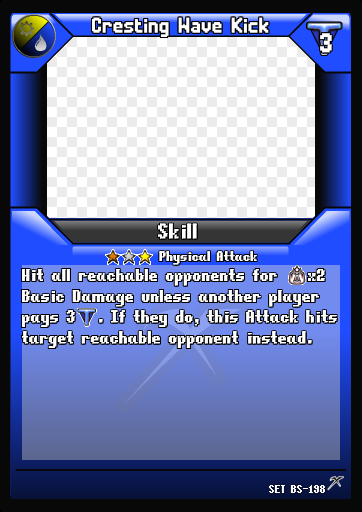 Cresting Wave Kick
3
Skill
Physical Attack
Hit all reachable opponents for x2
Basic Damage unless another player
pays 3. If they do, this Attack hits
target reachable opponent instead.
SET BS-198